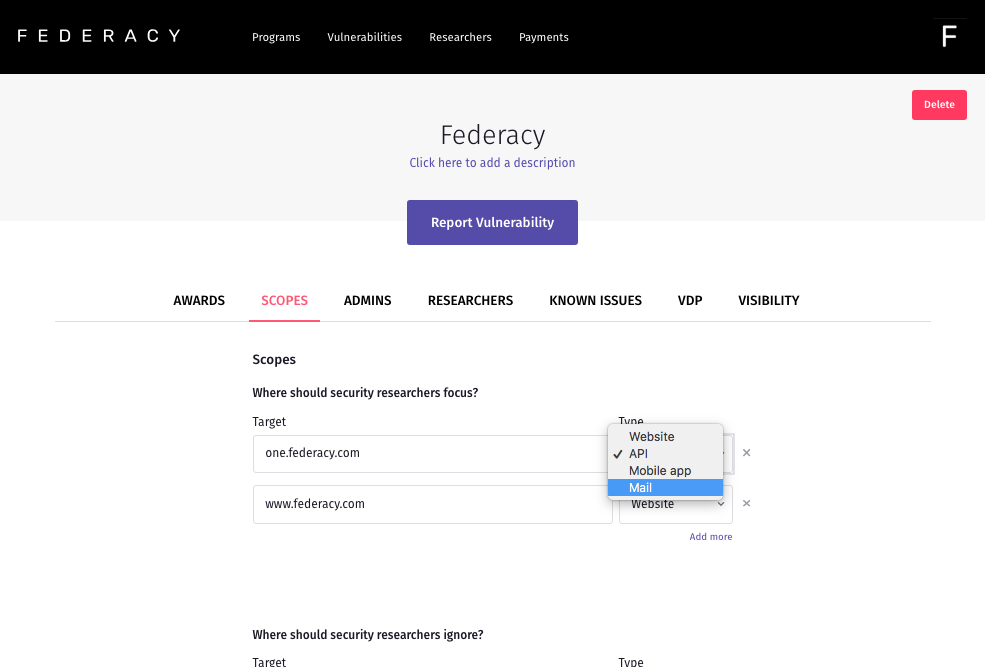 FEDERACY
Programs Vulnerabilities Researchers Payments
F
Delete
Federacy
Click here to add a description
Report Vulnerability
AWARDS SCOPES ADMINS RESEARCHERS KNOWN ISSUES VDP VISIBILITY
Scopes
Where should security researchers focus?
Target Type
Website
one.federacy.com ✓ API ×
Mobile app
Mail
www.federacy.com Website ×
Add more
Where should security researchers ignore?
Target Type